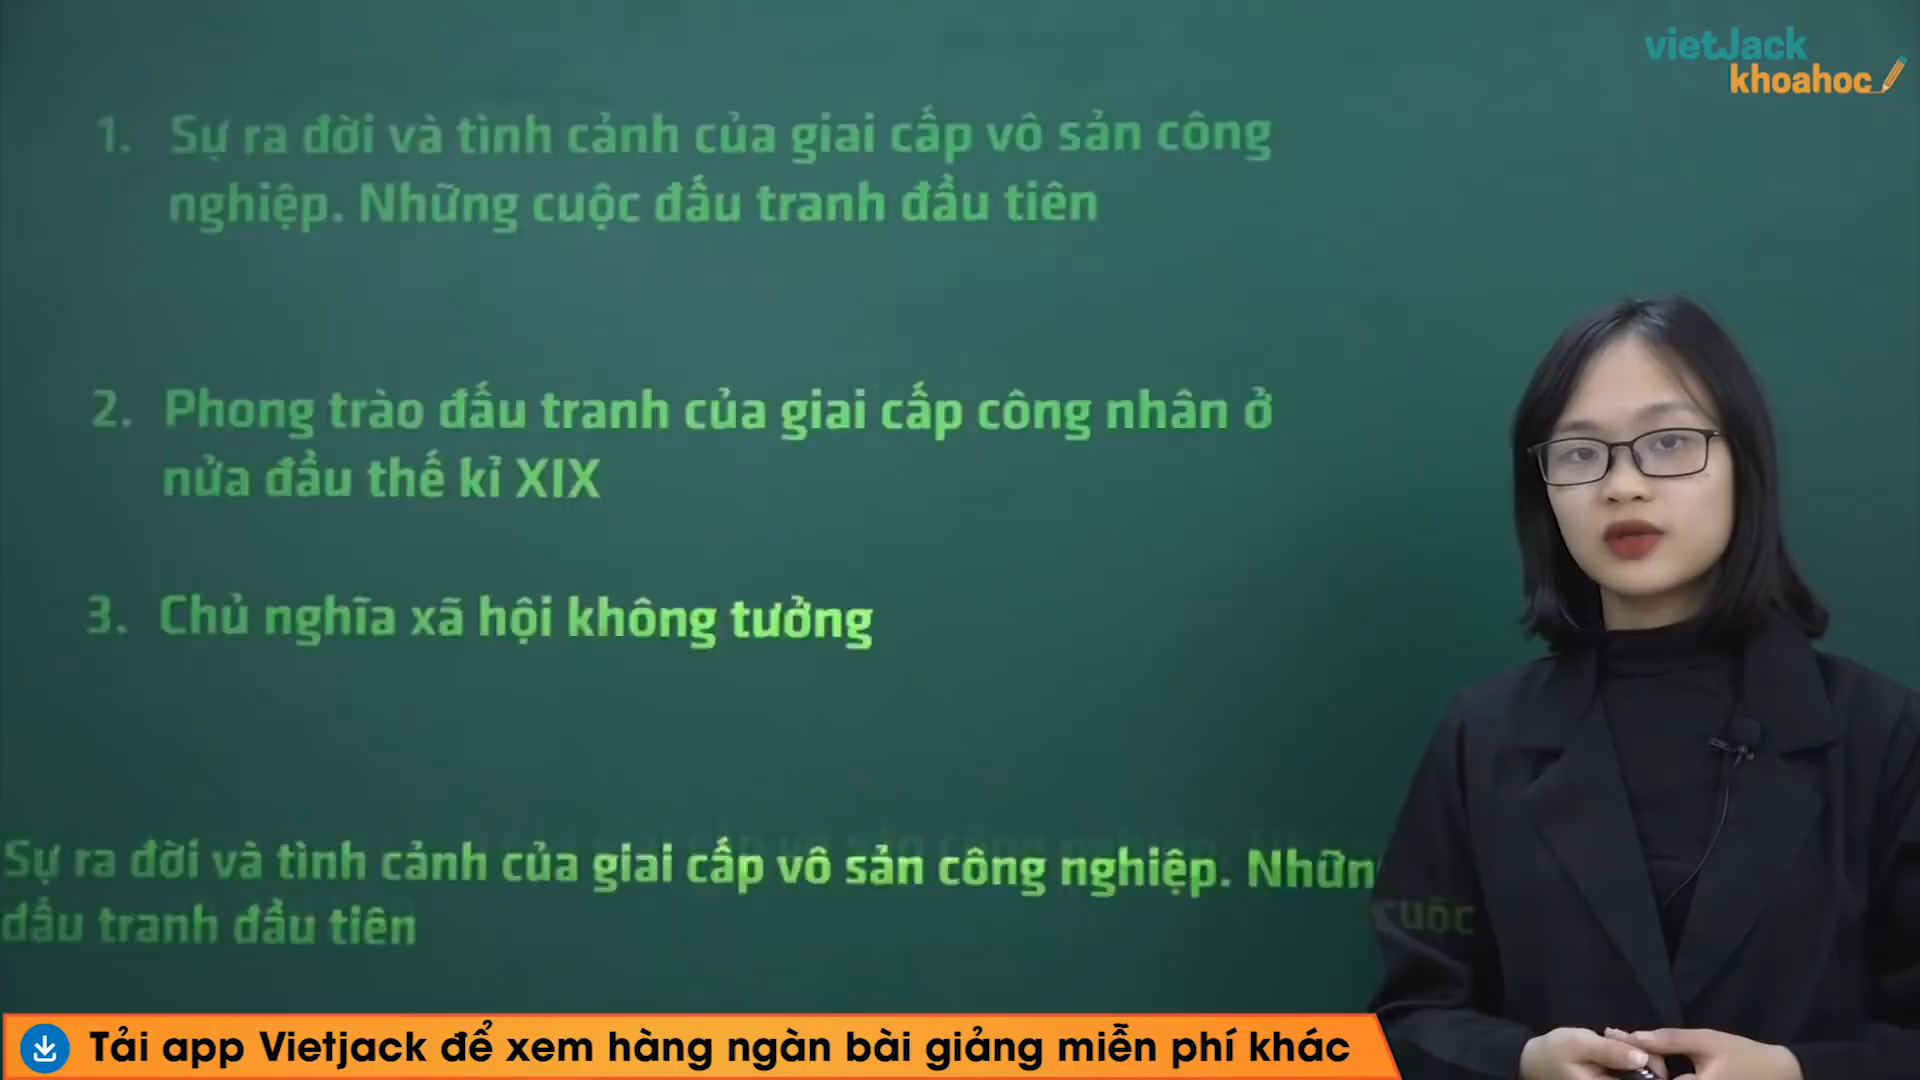 vietJack
khoahoc
1. Sự ra đời và tình cảnh của giai cấp vô sản công
nghiệp. Những cuộc đấu tranh đầu tiên
2. Phong trào đấu tranh của giai cấp công nhân ở
nửa đầu thế kỉ XIX
3. Chủ nghĩa xã hội không tưởng
Sự ra đời và tình cảnh của giai cấp vô sản công nghiệp. Nhữn
cuộc
đấu tranh đầu tiên
Tải app Vietjack để xem hàng ngàn bài giảng miễn phí khác